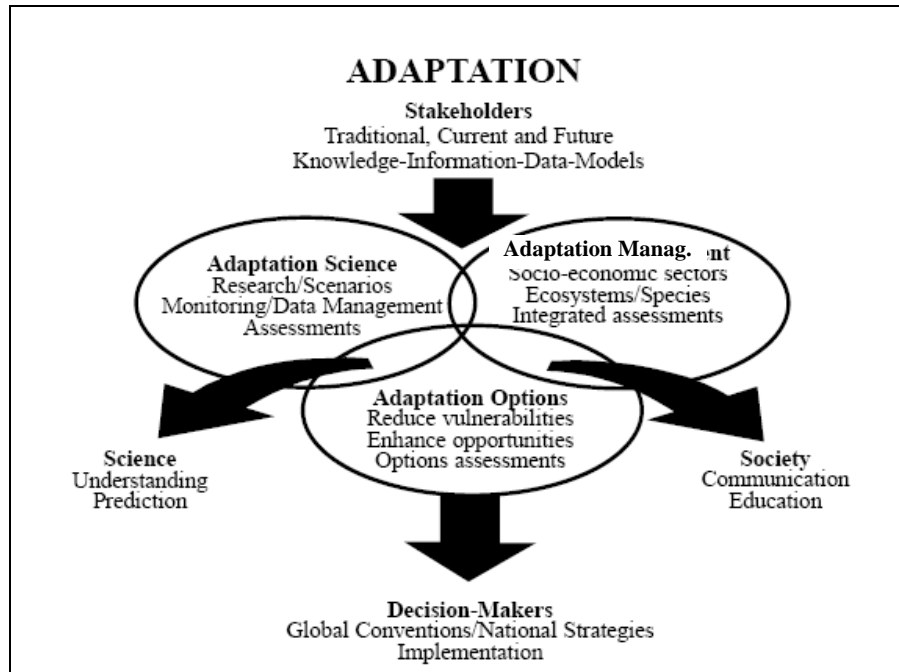 ADAPTATION
Stakeholders
Traditional, Current and Future
Knowledge-Information-Data-Models
Adaptation Science
Research/Scenarios
Monitoring/Data Management
Assessments
Adaptation Manag.
Socio-economic sectors
Ecosystems/Species
Integrated assessments
Adaptation Options
Reduce vulnerabilities
Enhance opportunities
Options assessments
Science
Understanding
Prediction
Society
Communication
Education
Decision-Makers
Global Conventions/National Strategies
Implementation